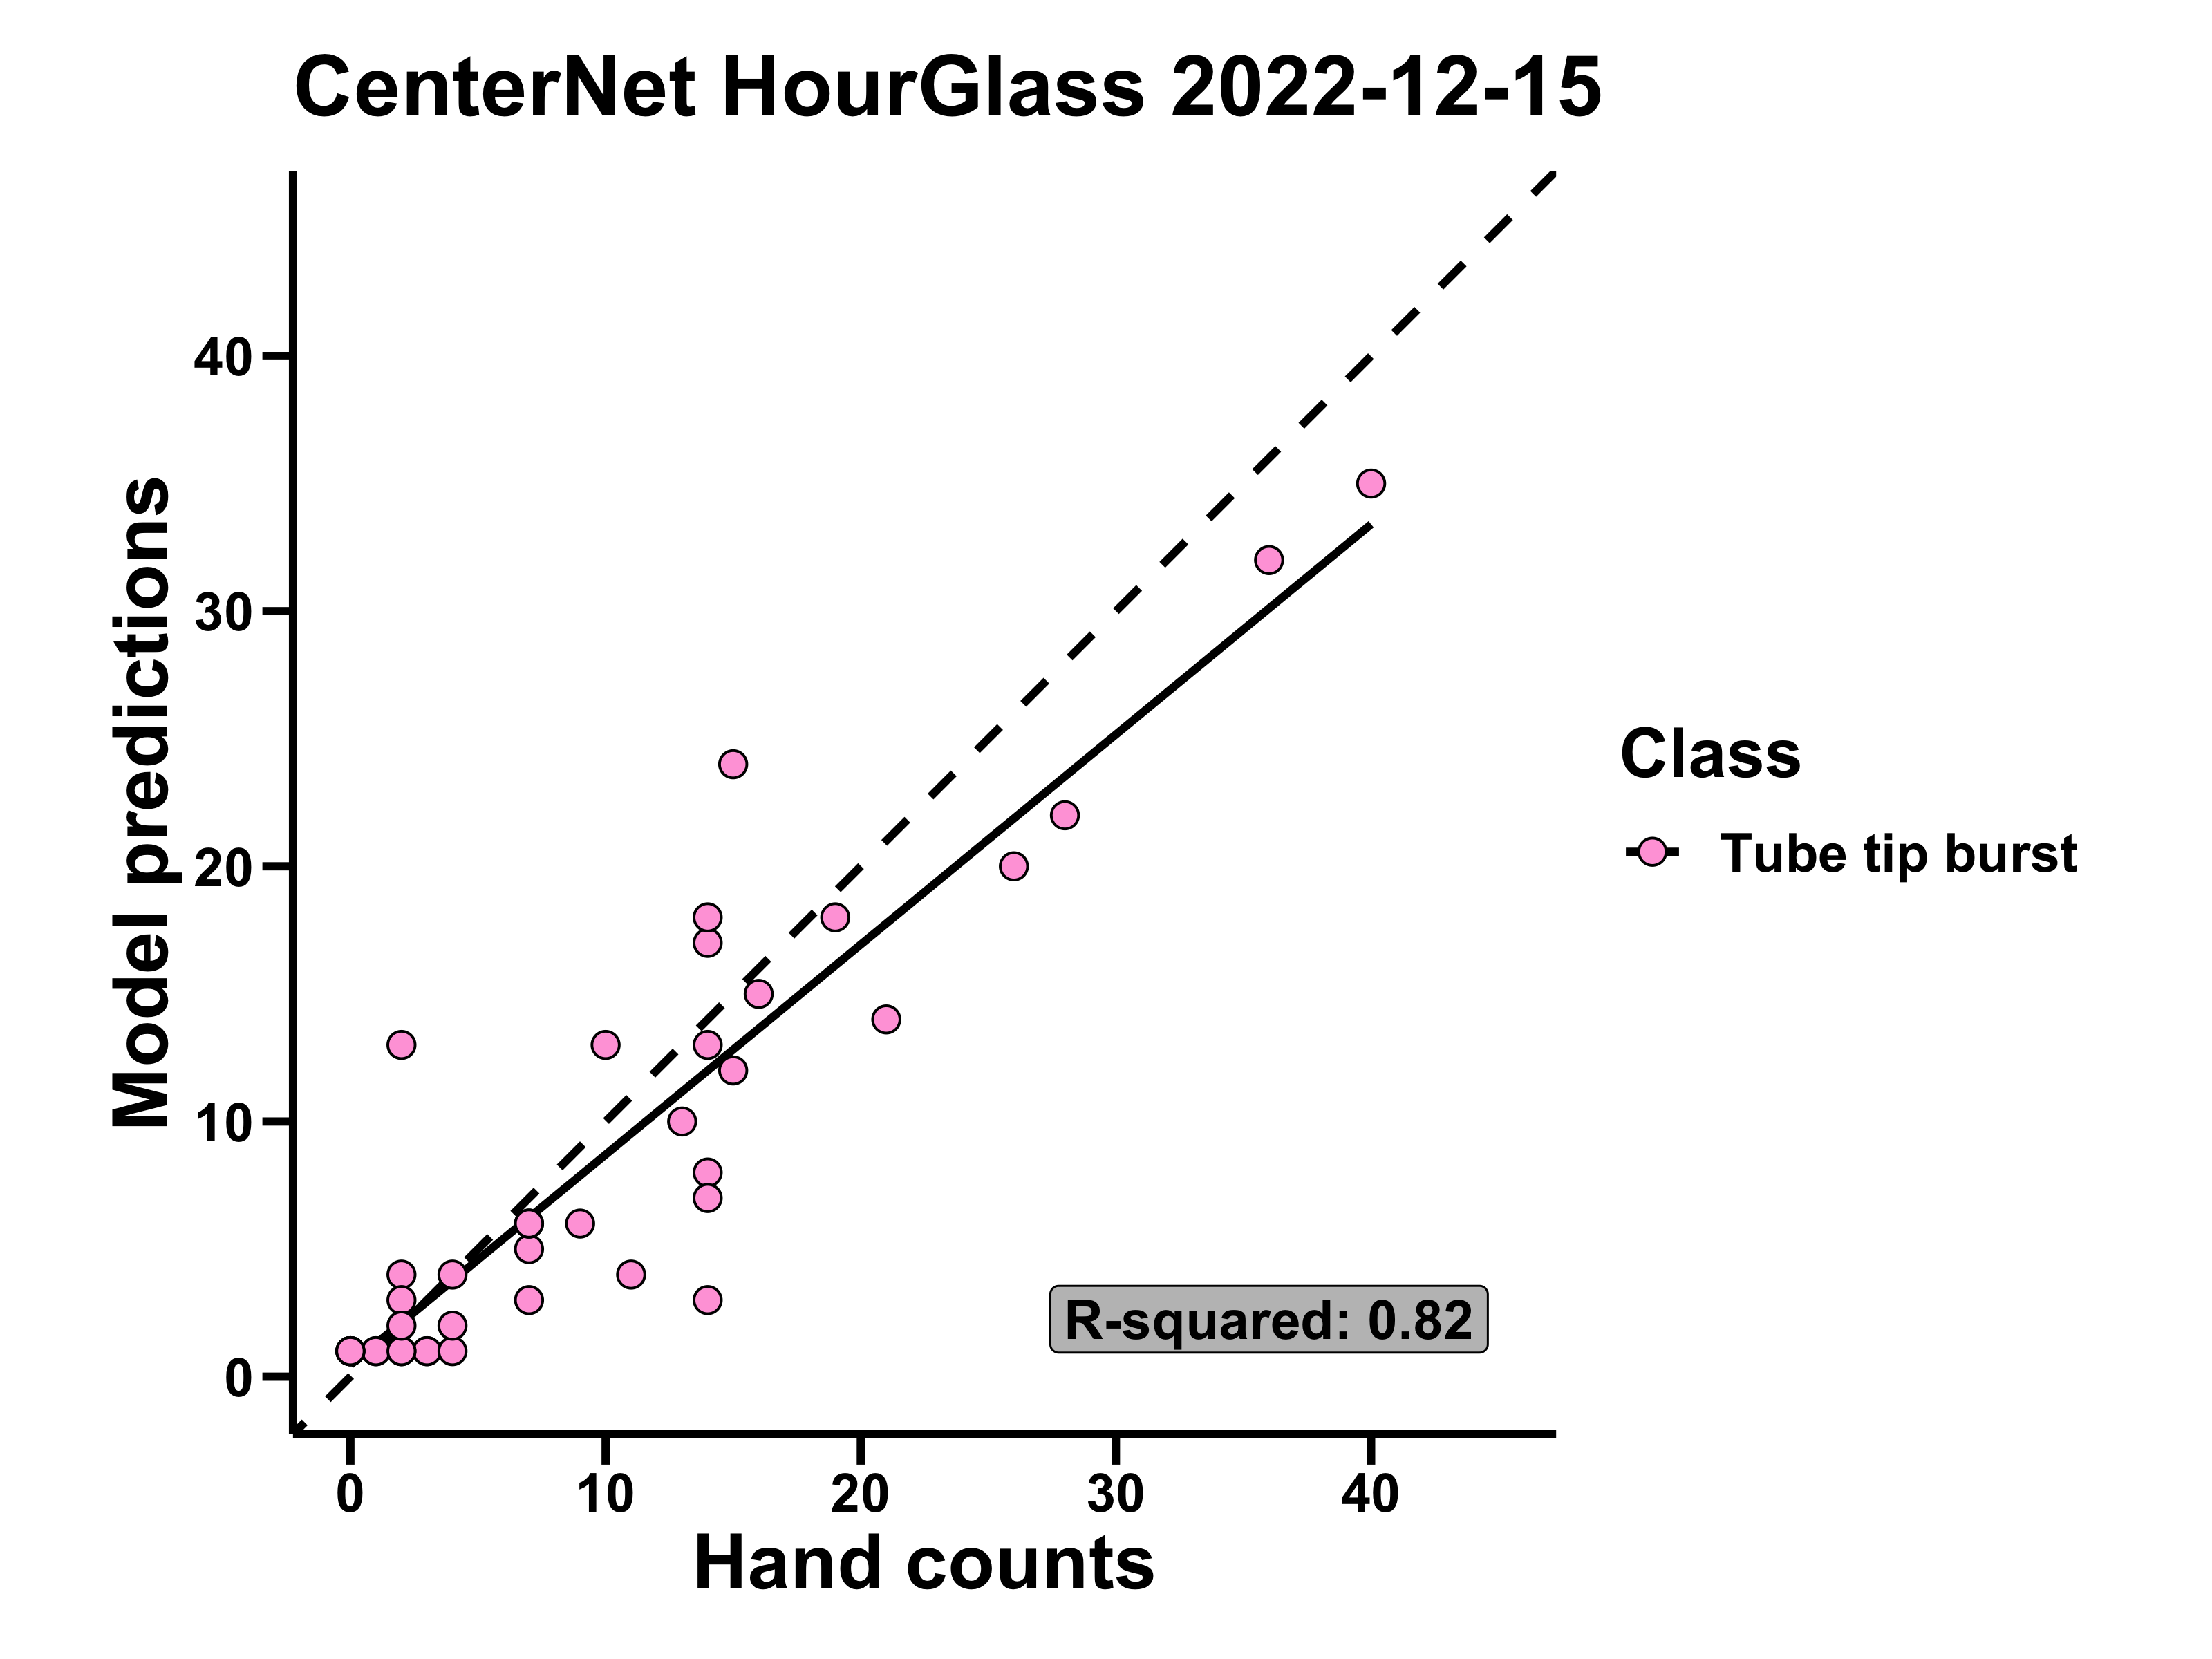 CenterNet HourGlass 2022-12-15
Model predictions
40
30
20
10
0
0 10 20 30 40
Hand counts
R-squared: 0.82
Class
Tube tip burst